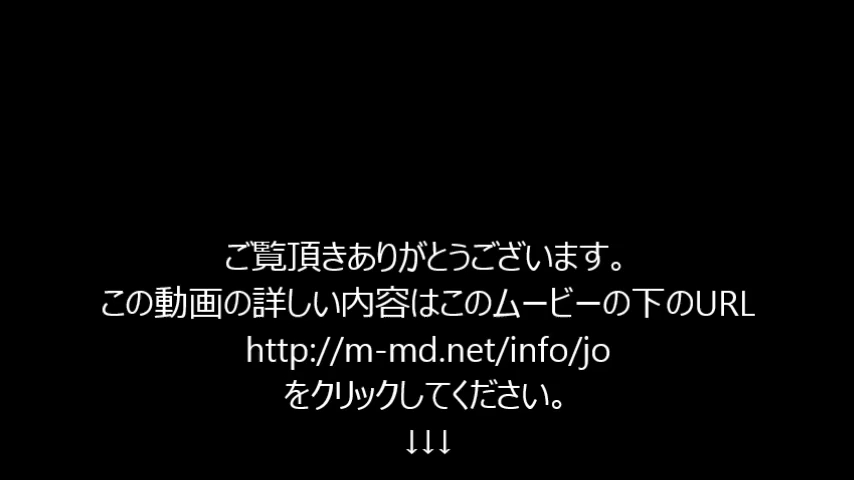 ご覧頂きありがとうございます。
この動画の詳しい内容はこのムービーの下のURL
http://m-md.net/info/jo
をクリックしてください。
↓↓↓